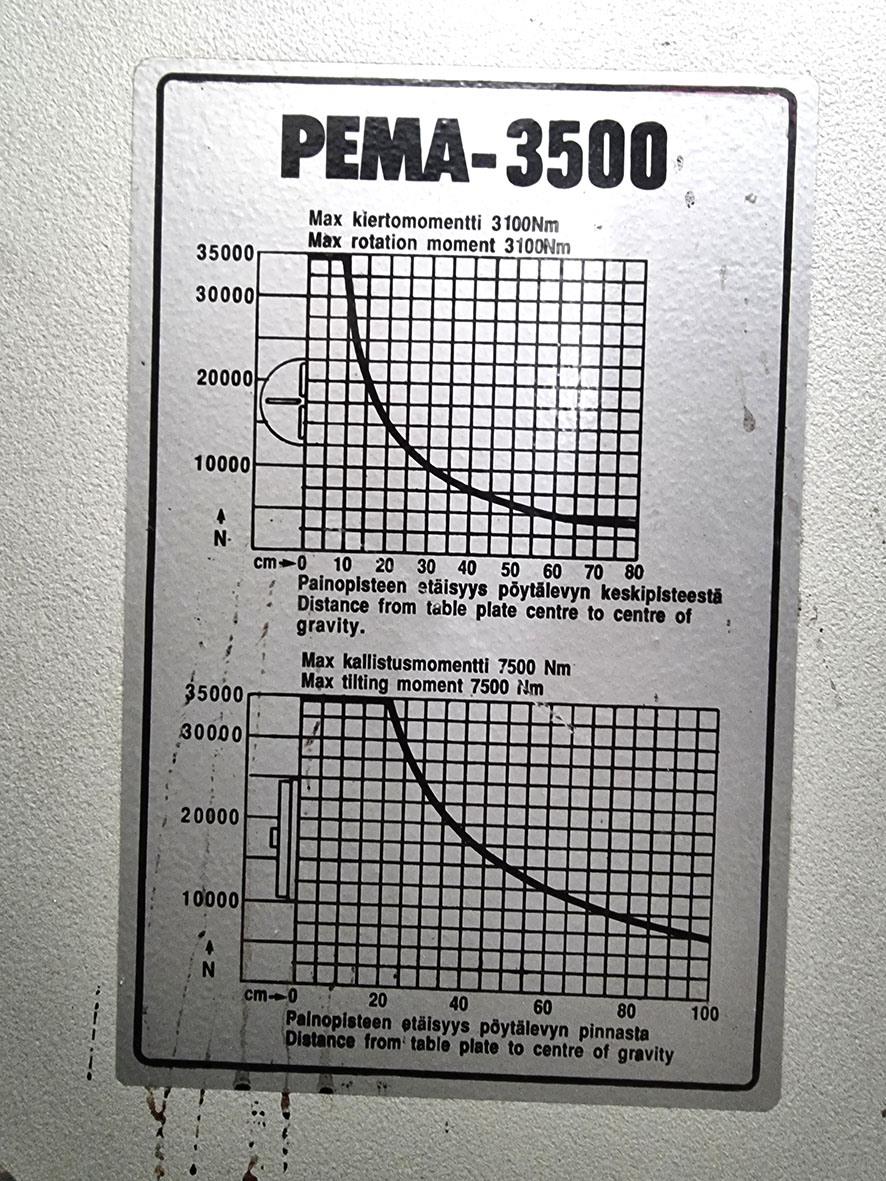 PEMA-3500
Max kiertomomentti 3100Nm
Max rotation moment 3100Nm
35000
30000
20000
10000
N
cm 0 10 20 30 40 50 60 70 80
Painopisteen etäisyys pöytälevyn keskipisteestä
Distance from table plate centre to centre of
gravity.
Max kallistusmomentti 7500 Nm
Max tilting moment 7500 Nm
35000
30000
20000
10000
N
cm 0 20 40 60 80 100
Painopisteen etäisyys pöytälevyn pinnasta
Distance from table plate to centre of gravity